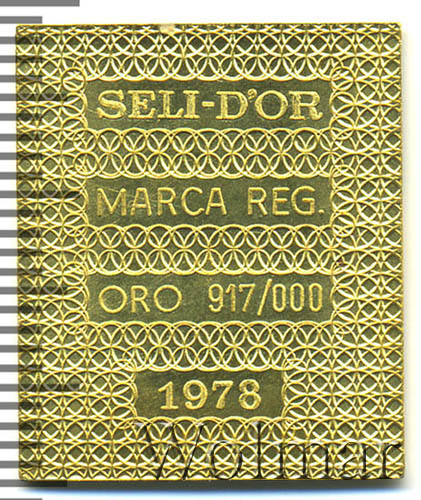 SELI-D'OR
MARCA REG.
ORO 917/000
1978
Wolmar